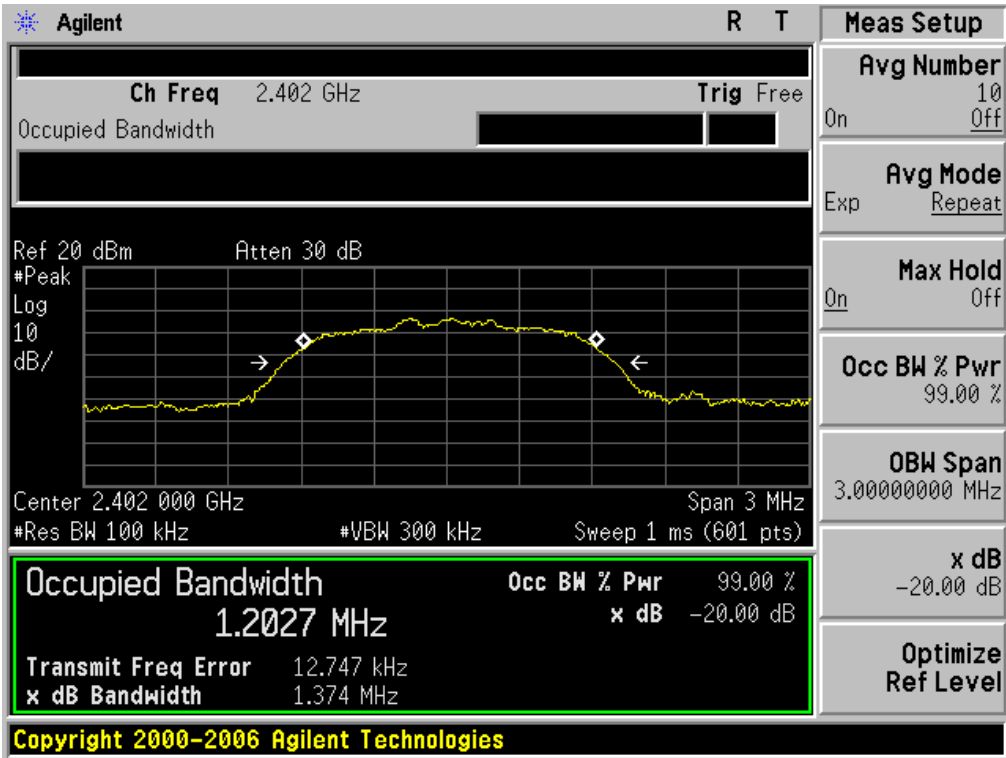 Agilent R T
Meas Setup
Ch Freq 2.402 GHz Trig Free
Occupied Bandwidth
Ref 20 dBm Atten 30 dB
#Peak
Log
10
dB/
Center 2.402 000 GHz Span 3 MHz
#Res BW 100 kHz #VBW 300 kHz Sweep 1 ms (601 pts)
Occupied Bandwidth Occ BW % Pwr 99.00 %
1.2027 MHz x dB -20.00 dB
Transmit Freq Error 12.747 kHz
x dB Bandwidth 1.374 MHz
Copyright 2000-2006 Agilent Technologies
Avg Number
10
On Off
Avg Mode
Exp Repeat
Max Hold
On Off
Occ BW % Pwr
99.00 %
OBW Span
3.00000000 MHz
x dB
-20.00 dB
Optimize
Ref Level